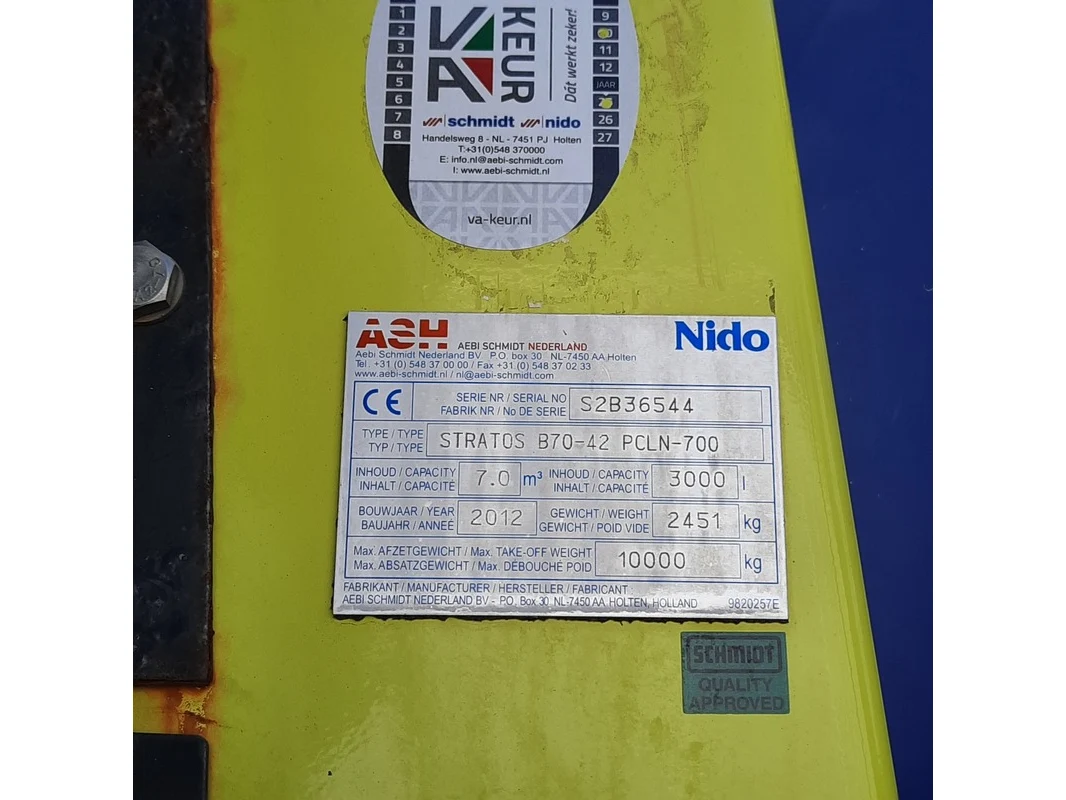 1
2
3
4
5
6
7
8
VA
KEUR
Dát werkt zeker!
9
11
12
JAAR
26
27
schmidt nido
Handelsweg 8 - NL - 7451 PJ Holten
T:+31(0)548 370000
E: info.nl@aebi-schmidt.com
I: www.aebi-schmidt.nl
va-keur.nl
ASH AEBI SCHMIDT NEDERLAND Nido
Aebi Schmidt Nederland BV P.O. box 30 NL-7450 AA Holten
Tel. +31 (0) 548 37 00 00 / Fax +31 (0) 548 37 02 33
www.aebi-schmidt.nl / nl@aebi-schmidt.com
CE
SERIE NR / SERIAL NO
FABRIK NR / No DE SERIE
S2B36544
TYPE / TYPE
TYP / TYPE
STRATOS B70-42 PCLN-700
INHOUD / CAPACITY
INHALT / CAPACITÉ
7.0 m³
INHOUD / CAPACITY
INHALT / CAPACITÉ
3000 l
BOUWJAAR / YEAR
BAUJAHR / ANNEÉ
2012
GEWICHT / WEIGHT
GEWICHT / POID VIDE
2451 kg
Max. AFZETGEWICHT / Max. TAKE-OFF WEIGHT
Max. ABSATZGEWICHT / Max. DÉBOUCHÉ POID
10000 kg
FABRIKANT / MANUFACTURER / HERSTELLER / FABRICANT
AEBI SCHMIDT NEDERLAND BV - P.O. Box 30, NL-7450 AA HOLTEN, HOLLAND 9820257E
SCHMIDT
QUALITY
APPROVED